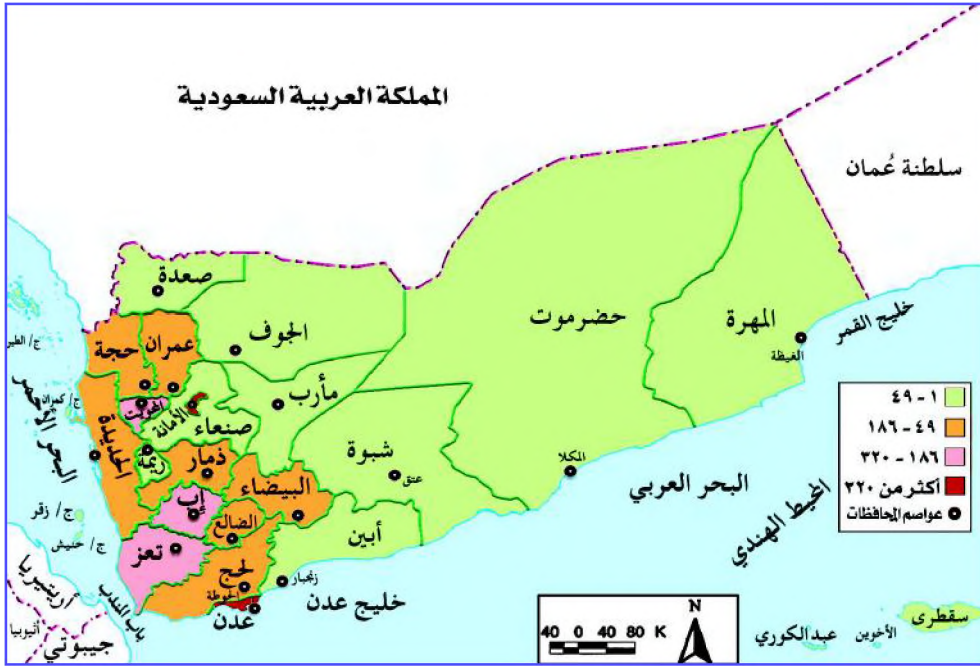 المملكة العربية السعودية
سلطنة عُمان
صعدة
الجوف
حضرموت
المهرة
الغيظة
خليج القمر
حجة
عمران
ج/ الطير
البحر الأحمر
ج/ كمران
المحويت
الأمانة
صنعاء
مأرب
الحديدة
ريمة
ذمار
شبوة
عتق
المكلا
البحر العربي
المحيط الهندي
البيضاء
إب
الضالع
أبين
ج/ زقر
ج/ حنيش
تعز
لحج
الحوطة
زنجبار
خليج عدن
عدن
باب المندب
أريتيريا
أثيوبيا
جيبوتي
١ - ٤٩
٤٩ - ١٨٦
١٨٦ - ٣٢٠
أكثر من ٣٢٠
عواصم المحافظات
N
40 0 40 80 K
عبدالكوري
الأخوين
سقطرى